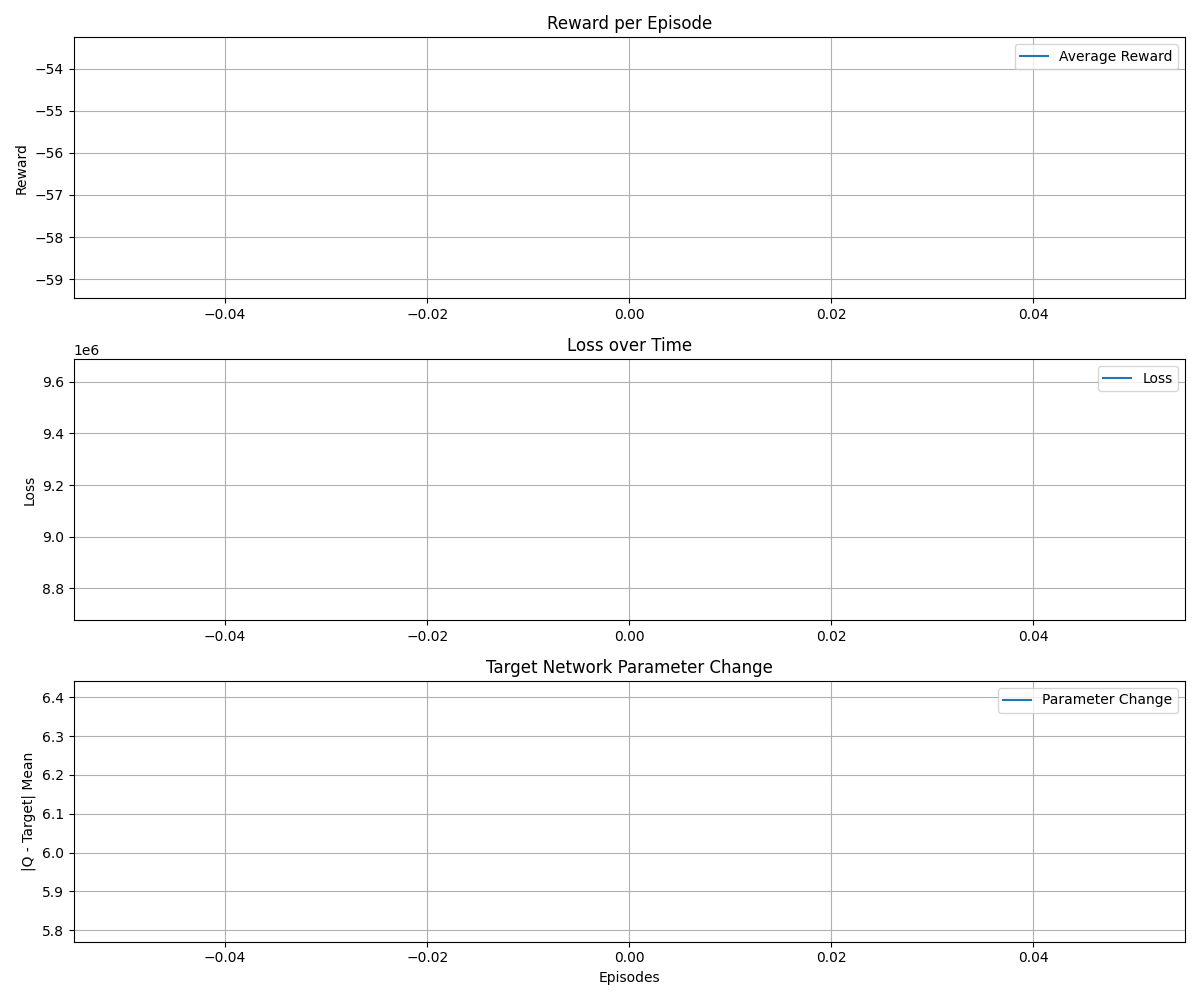 Reward per Episode
Average Reward
Reward
−54
−55
−56
−57
−58
−59
−0.04 −0.02 0.00 0.02 0.04
Loss over Time
1e6
Loss
Loss
9.6
9.4
9.2
9.0
8.8
−0.04 −0.02 0.00 0.02 0.04
Target Network Parameter Change
Parameter Change
|Q - Target| Mean
6.4
6.3
6.2
6.1
6.0
5.9
5.8
−0.04 −0.02 0.00 0.02 0.04
Episodes